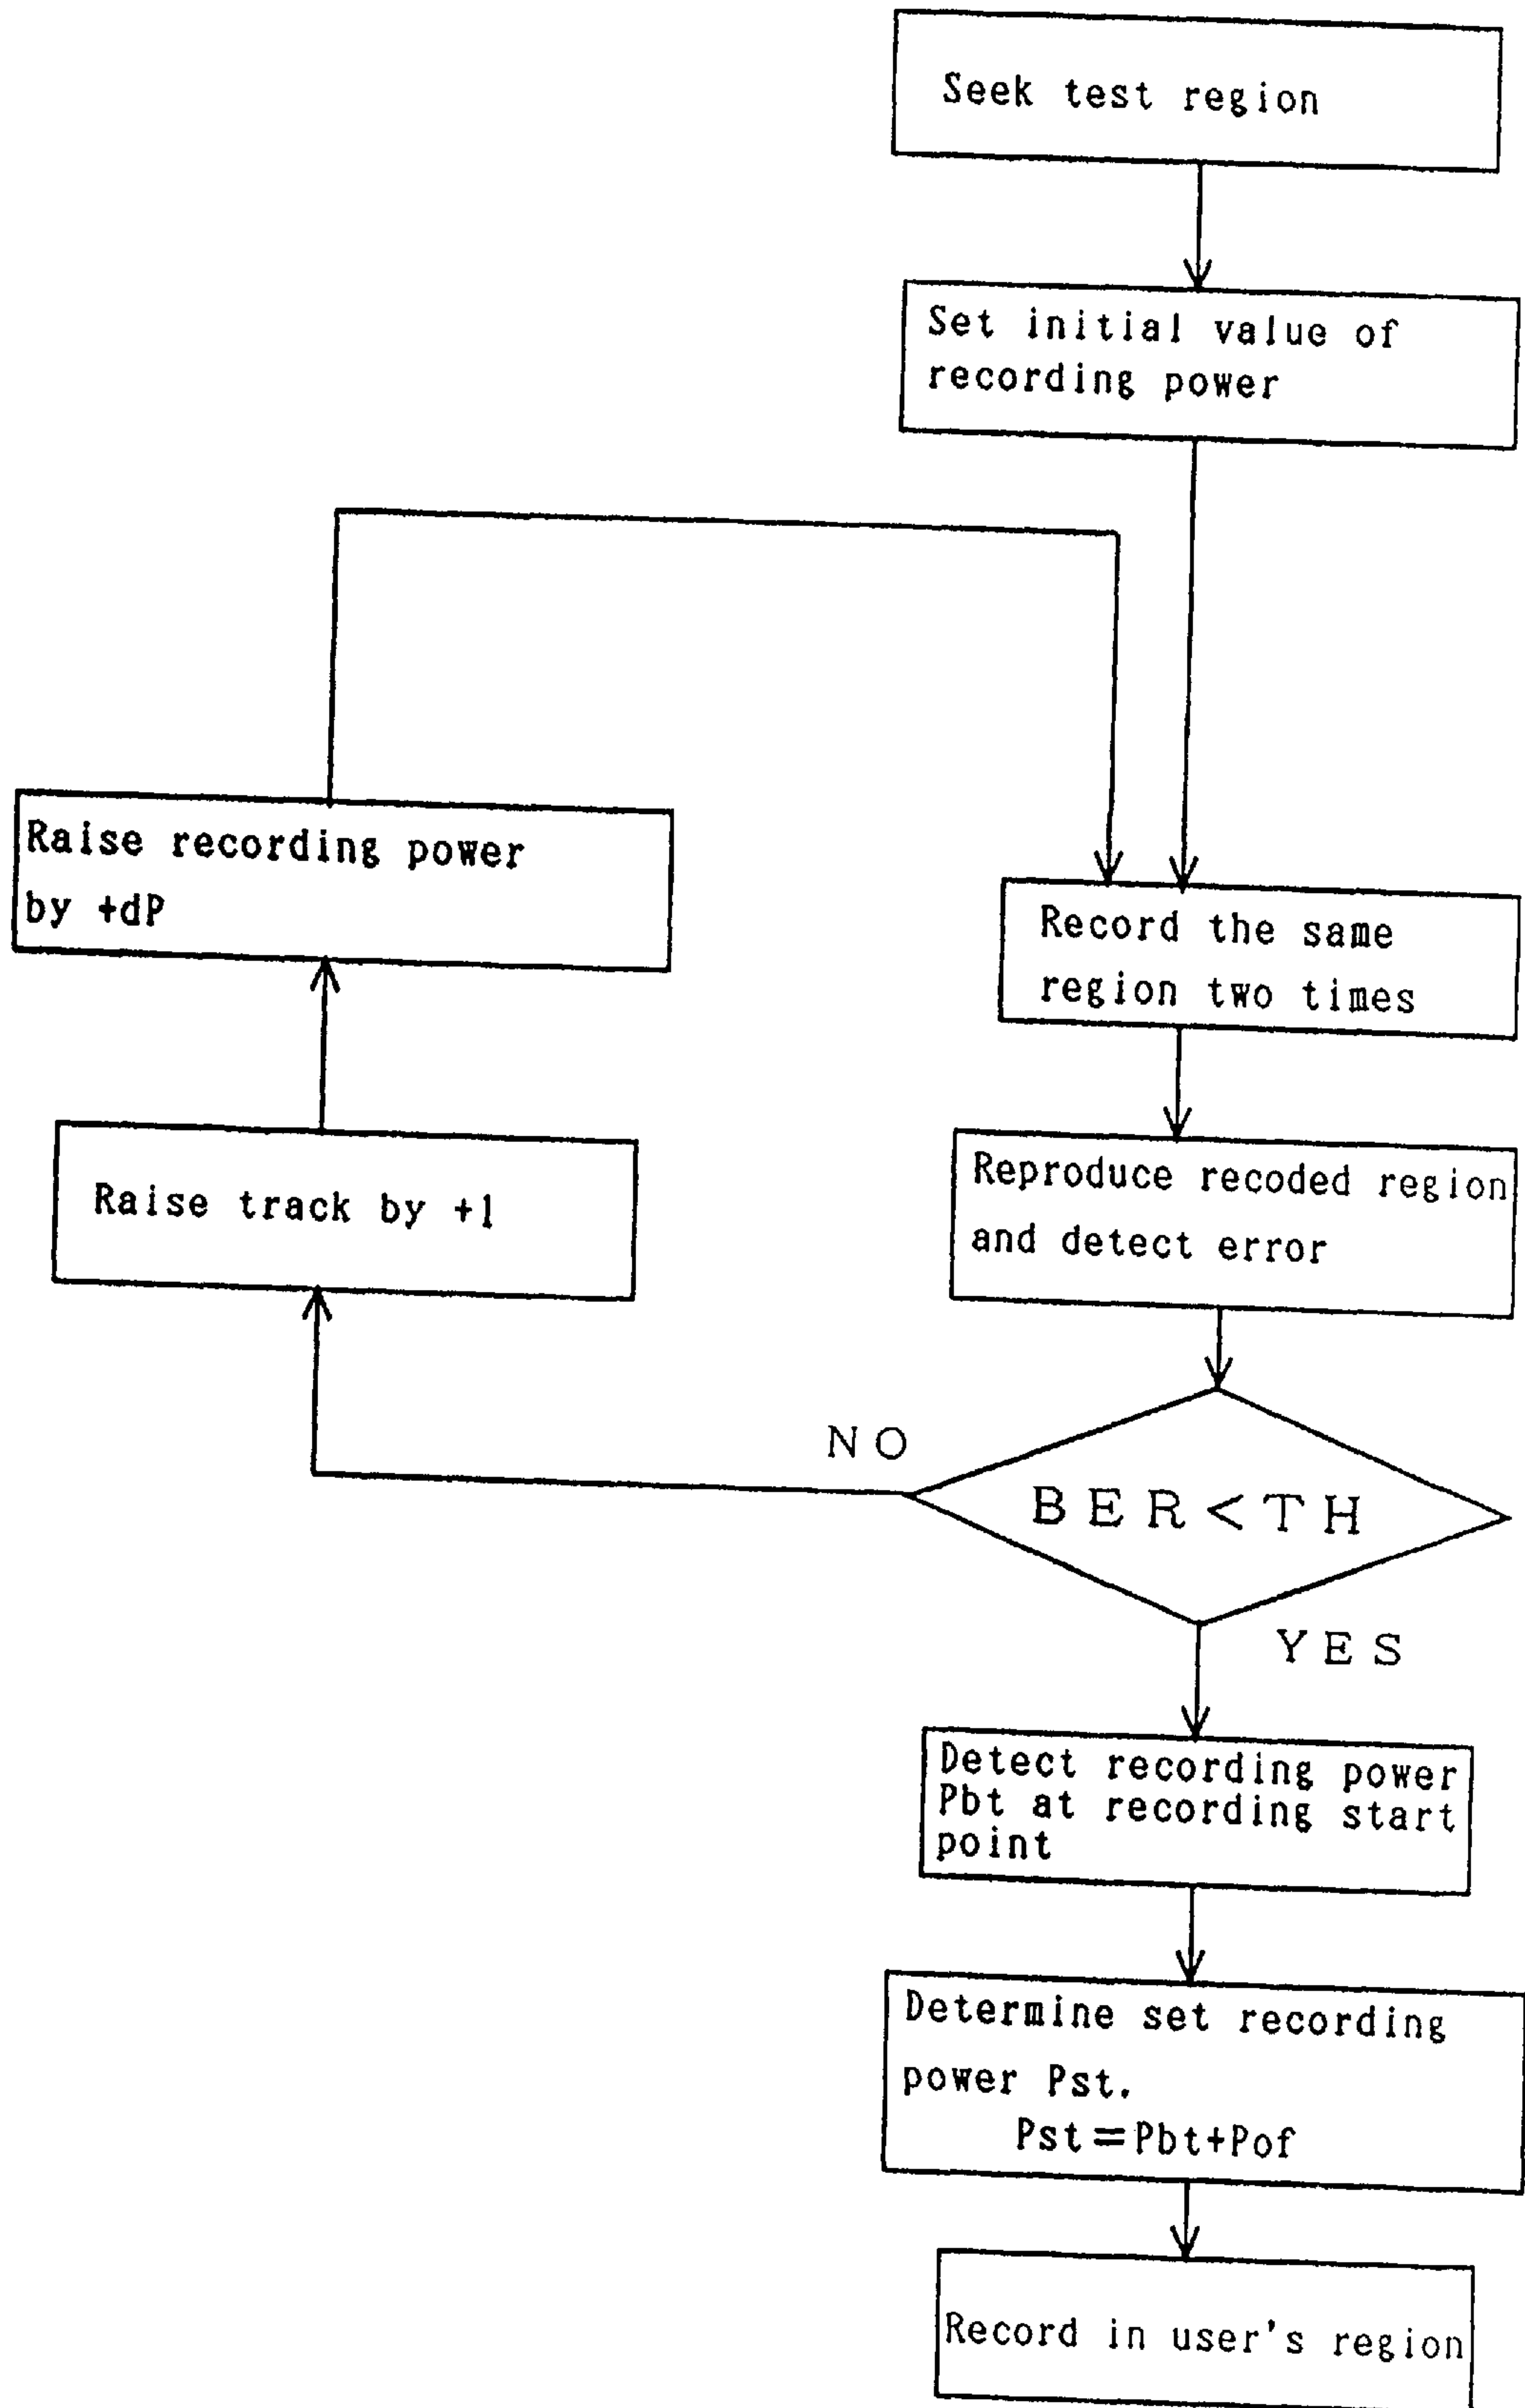 Seek test region
Set initial value of
recording power
Raise recording power
by +dP
Record the same
region two times
Raise track by +1
Reproduce recoded region
and detect error
NO
BER<TH
YES
Detect recording power
Pbt at recording start
point
Determine set recording
power Pst.
Pst=Pbt+Pof
Record in user's region